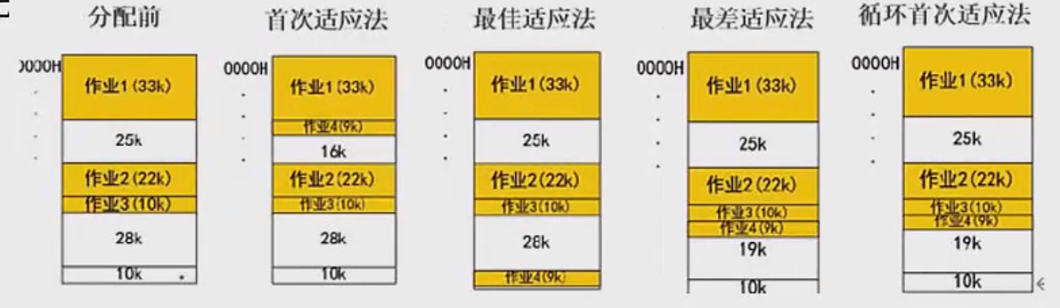 分配前
0000H
作业1(33k)
25k
作业2(22k)
作业3(10k)
28k
10k
首次适应法
0000H
作业1(33k)
作业4(9k)
16k
作业2(22k)
作业3(10k)
28k
10k
最佳适应法
0000H
作业1(33k)
25k
作业2(22k)
作业3(10k)
28k
作业4(9k)
最差适应法
0000H
作业1(33k)
25k
作业2(22k)
作业3(10k)
作业4(9k)
19k
10k
循环首次适应法
0000H
作业1(33k)
25k
作业2(22k)
作业3(10k)
作业4(9k)
19k
10k